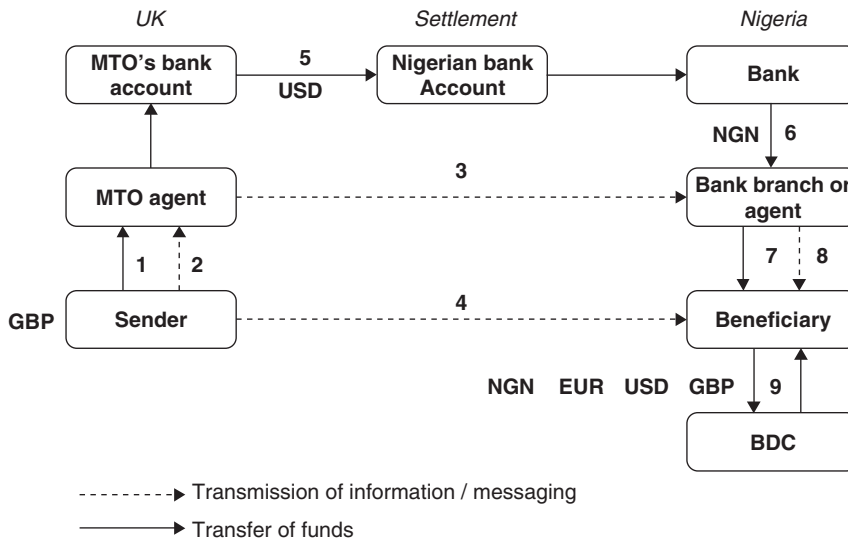 UK
Settlement
Nigeria
MTO's bank
account
5
USD
Nigerian bank
Account
Bank
NGN
6
MTO agent
3
Bank branch or
agent
1
2
7
8
GBP
Sender
4
Beneficiary
NGN EUR USD GBP
9
BDC
Transmission of information / messaging
Transfer of funds